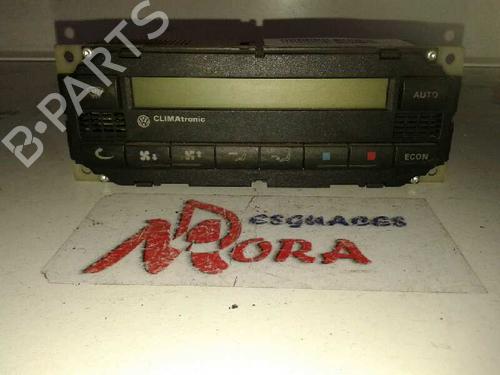 B-PARTS
AUTO
CLIMAtronic
ECON
DESGUACES
MORA